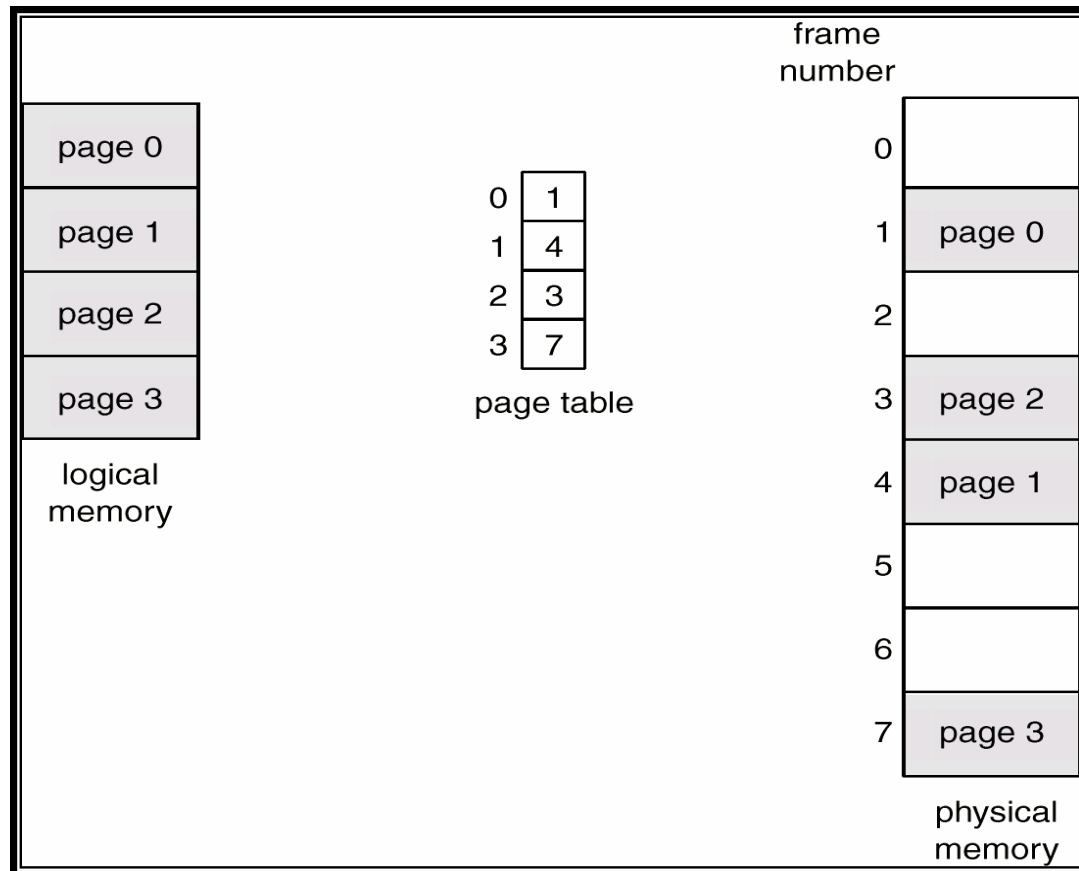 frame
number
page 0
page 1
page 2
page 3
logical
memory
0 1
1 4
2 3
3 7
page table
0
1 page 0
2
3 page 2
4 page 1
5
6
7 page 3
physical
memory